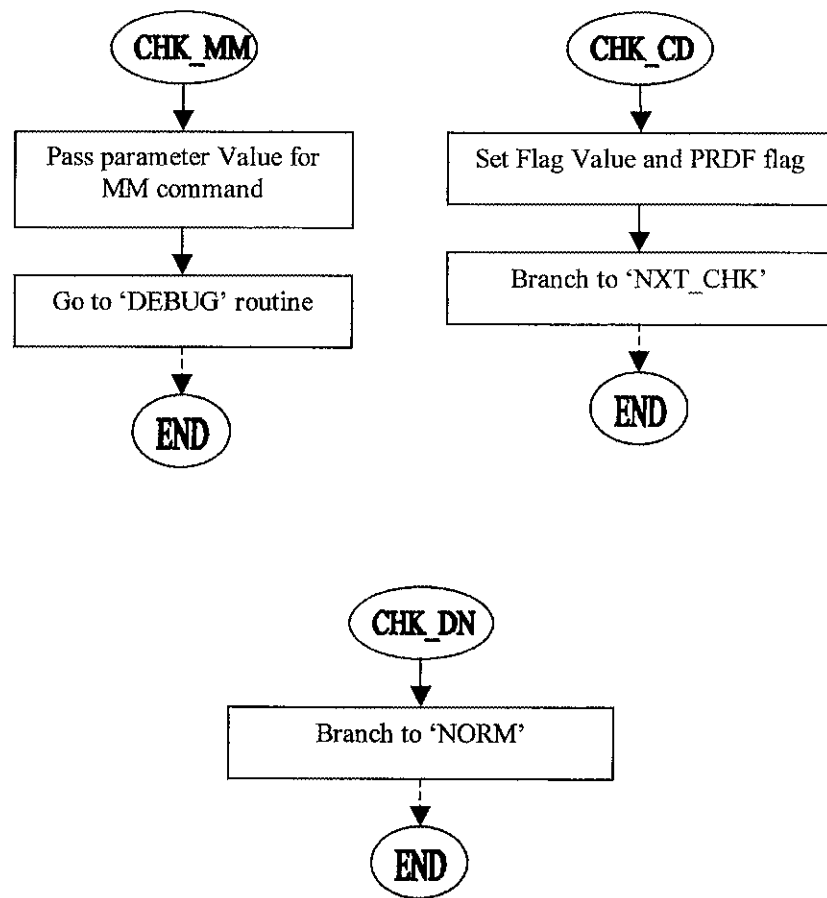 CHK_MM
Pass parameter Value for
MM command
Go to ‘DEBUG’ routine
END
CHK_CD
Set Flag Value and PRDF flag
Branch to ‘NXT_CHK’
END
CHK_DN
Branch to ‘NORM’
END